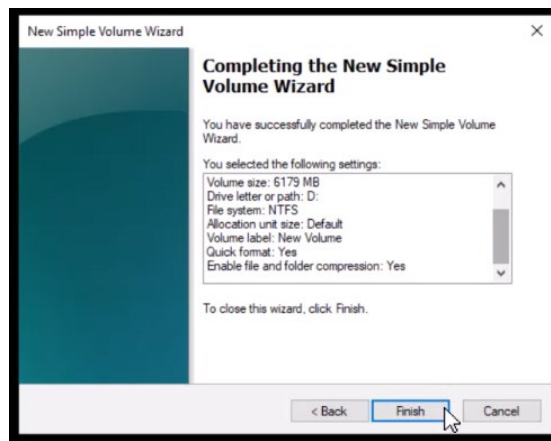 New Simple Volume Wizard
Completing the New Simple
Volume Wizard
You have successfully completed the New Simple Volume
Wizard.
You selected the following settings:
Volume size: 6179 MB
Drive letter or path: D:
File system: NTFS
Allocation unit size: Default
Volume label: New Volume
Quick format: Yes
Enable file and folder compression: Yes
To close this wizard, click Finish.
< Back
Finish
Cancel